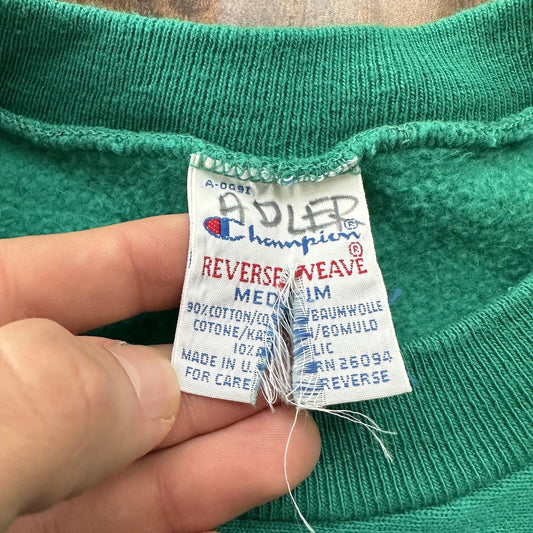 A-0091
ADLER
Champion®
REVERSE WEAVE®
MEDIUM
90% COTTON/CO /BAUMWOLLE
COTONE/KA /BOMULD
10% LIC
MADE IN U. RN 26094
FOR CARE REVERSE